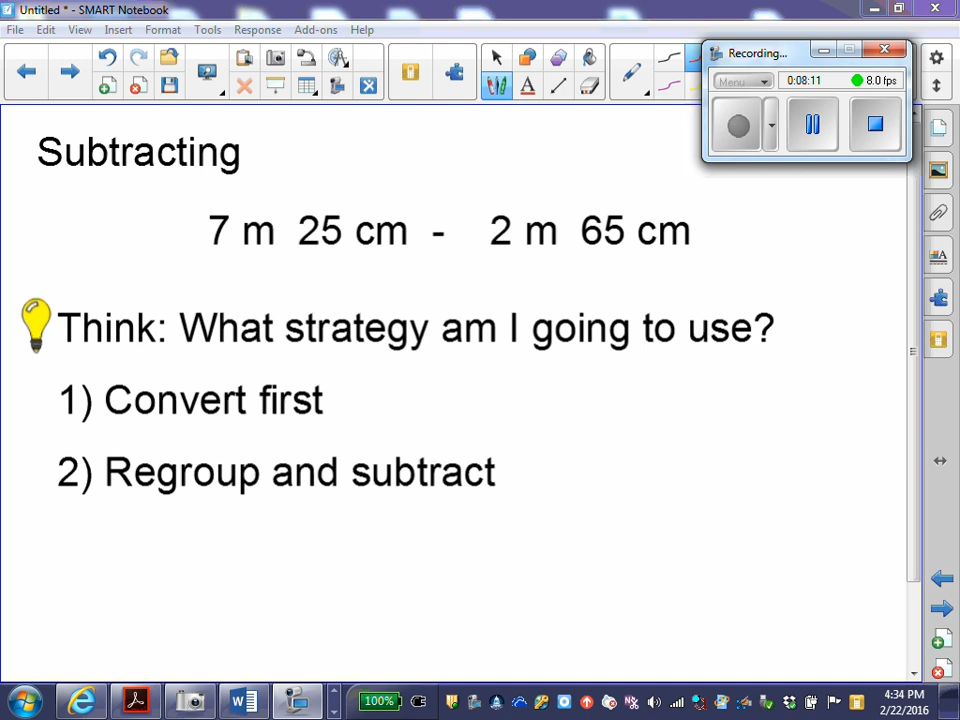 Untitled * - SMART Notebook
File Edit View Insert Format Tools Response Add-ons Help
Recording...
Menu 0:08:11 8.0 fps
Subtracting
7 m 25 cm - 2 m 65 cm
Think: What strategy am I going to use?
1) Convert first
2) Regroup and subtract
100%
4:34 PM
2/22/2016